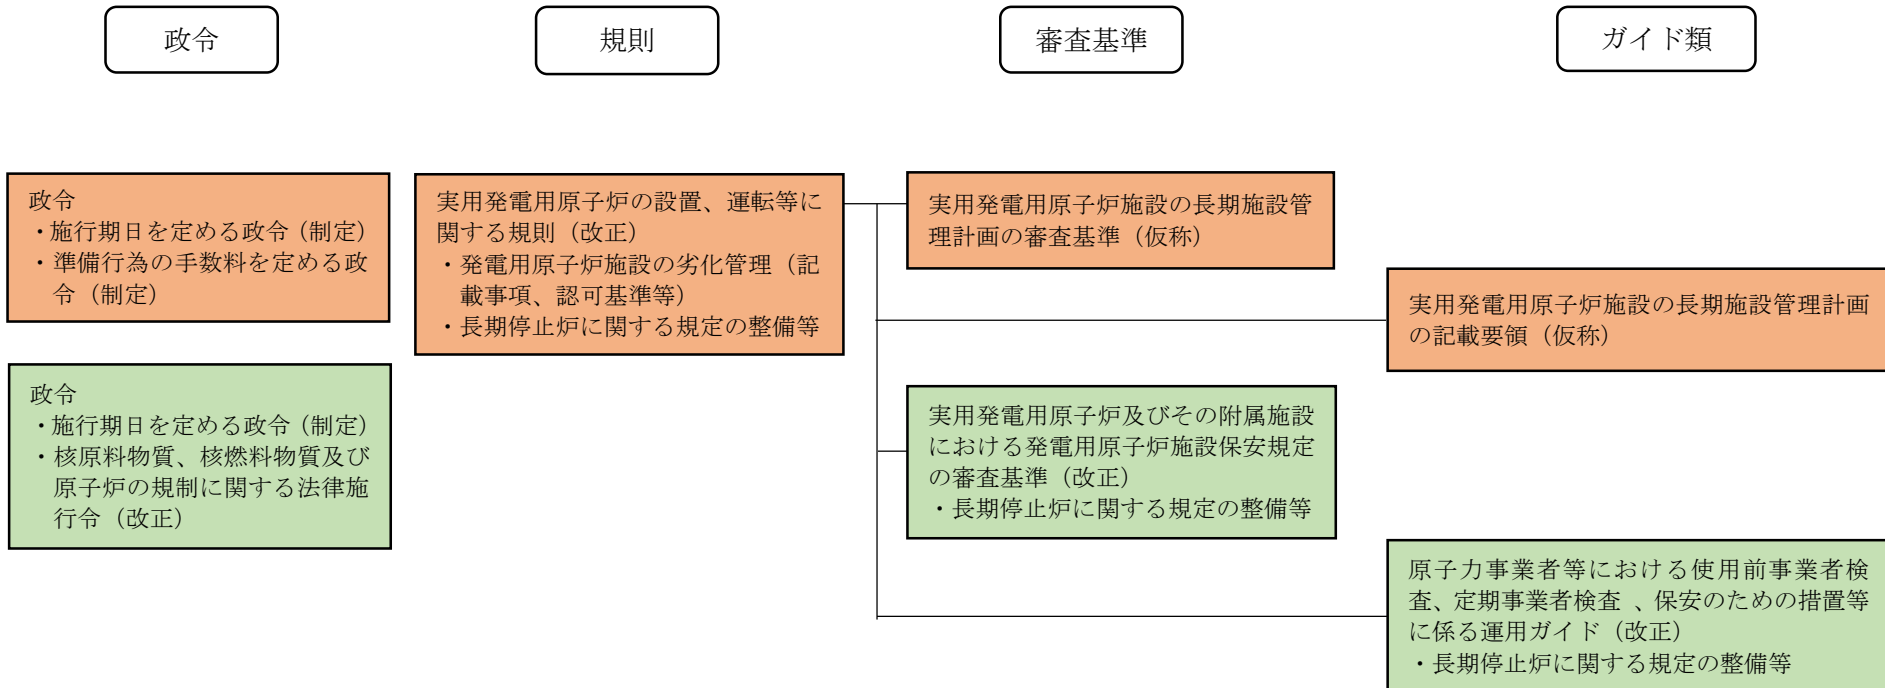 政令
規則
審査基準
ガイド類
政令
・施行期日を定める政令（制定）
・準備行為の手数料を定める政
令（制定）
実用発電用原子炉の設置、運転等に
関する規則（改正）
・発電用原子炉施設の劣化管理（記
載事項、認可基準等）
・長期停止炉に関する規定の整備等
実用発電用原子炉施設の長期施設管
理計画の審査基準（仮称）
実用発電用原子炉施設の長期施設管理計画
の記載要領（仮称）
政令
・施行期日を定める政令（制定）
・核原料物質、核燃料物質及び
原子炉の規制に関する法律施
行令（改正）
実用発電用原子炉及びその附属施設
における発電用原子炉施設保安規定
の審査基準（改正）
・長期停止炉に関する規定の整備等
原子力事業者等における使用前事業者検
査、定期事業者検査 、保安のための措置等
に係る運用ガイド（改正）
・長期停止炉に関する規定の整備等